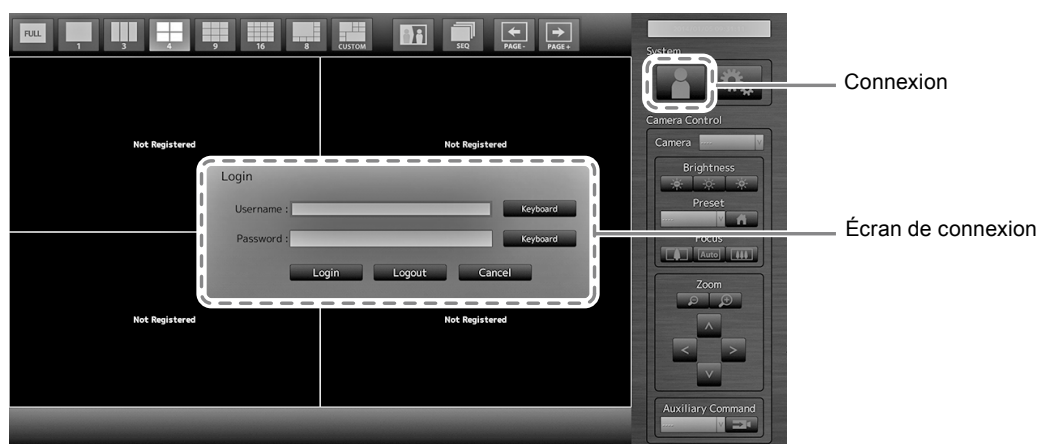 FULL
1
3
4
9
16
8
CUSTOM
SEQ
PAGE-
PAGE+
System
Connexion
Camera Control
Camera
Not Registered
Not Registered
Login
Username :
Keyboard
Password :
Keyboard
Login
Logout
Cancel
Écran de connexion
Brightness
Preset
Focus
Auto
Zoom
Not Registered
Not Registered
Auxiliary Command